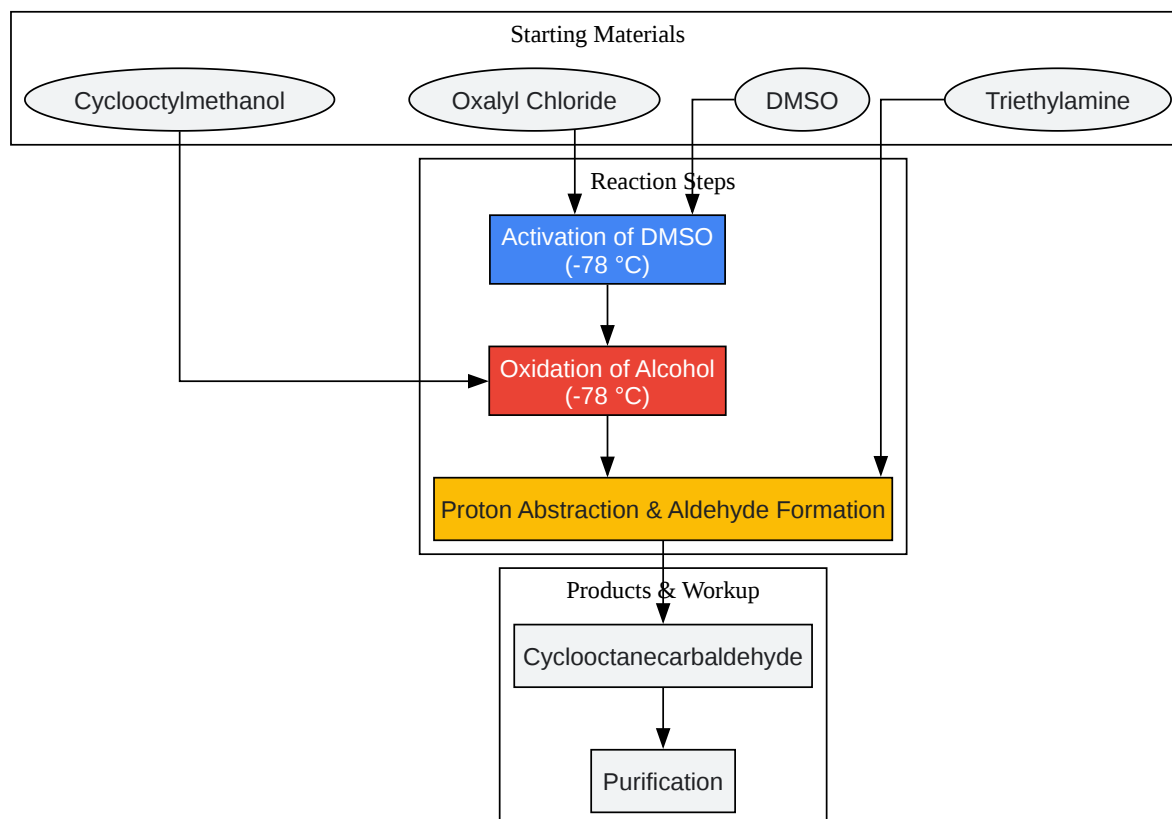 Starting Materials
Cyclooctylmethanol
Oxalyl Chloride
DMSO
Triethylamine
Reaction Steps
Activation of DMSO
(-78 °C)
Oxidation of Alcohol
(-78 °C)
Proton Abstraction & Aldehyde Formation
Products & Workup
Cyclooctanecarbaldehyde
Purification